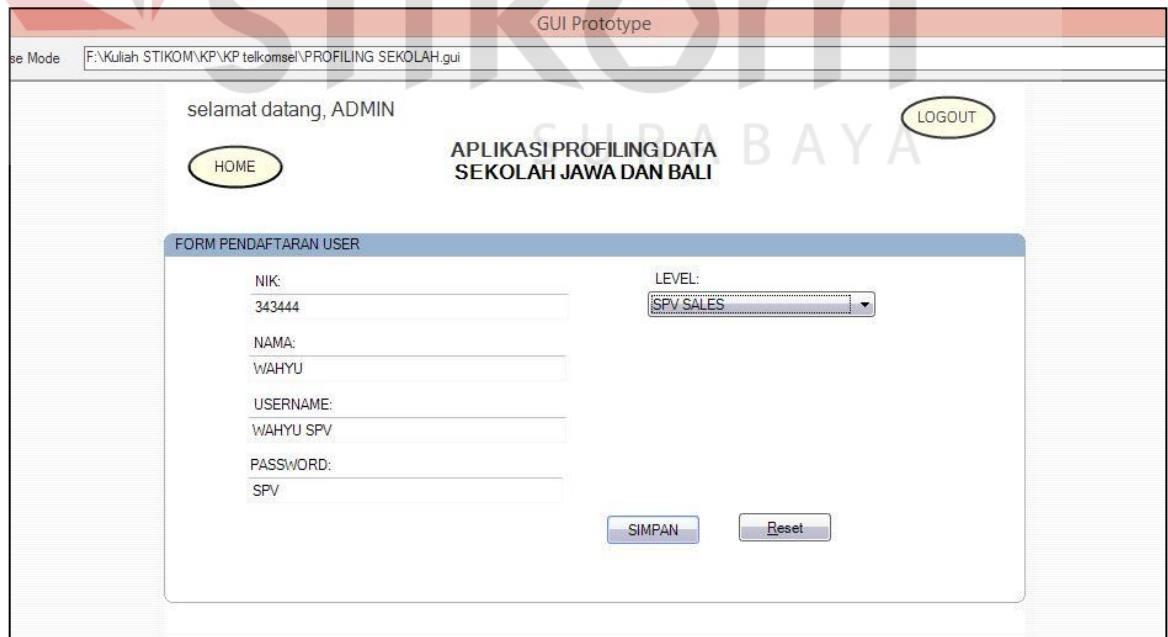 GUI Prototype
se Mode F:\Kuliah STIKOM\KP\KP telkomsel\PROFILING SEKOLAH.gui
stikom
SURABAYA
selamat datang, ADMIN
LOGOUT
HOME
APLIKASI PROFILING DATA
SEKOLAH JAWA DAN BALI
FORM PENDAFTARAN USER
NIK:
343444
LEVEL:
SPV SALES
NAMA:
WAHYU
USERNAME:
WAHYU SPV
PASSWORD:
SPV
SIMPAN
Reset